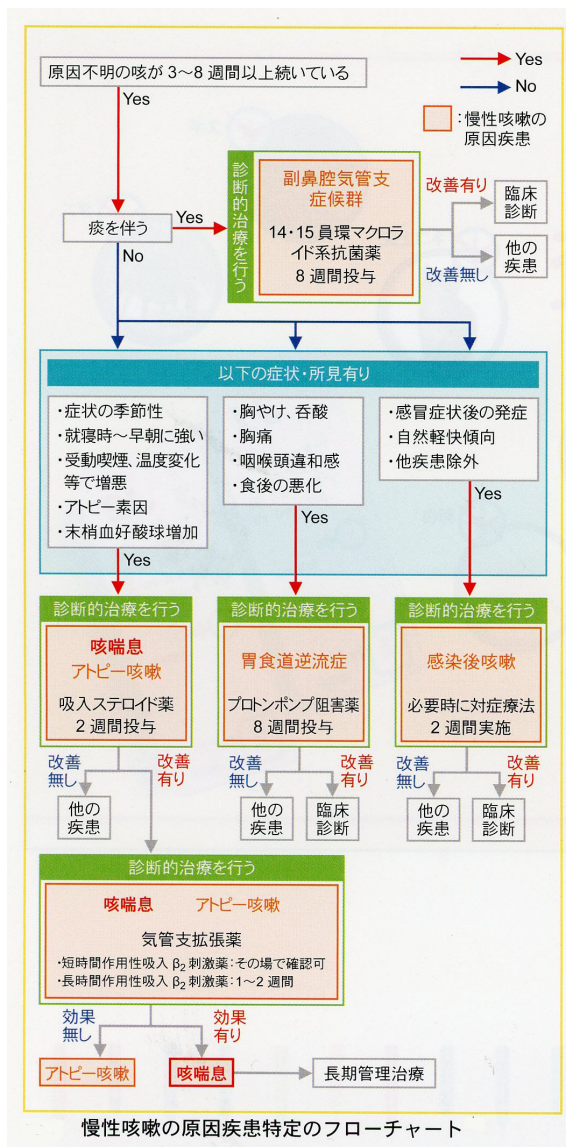 原因不明の咳が3～8週間以上続いている
Yes
No
：慢性咳嗽の
原因疾患
Yes
痰を伴う
Yes
No
診断的治療を行う
副鼻腔気管支
症候群
14・15員環マクロラ
イド系抗菌薬
8週間投与
改善有り
臨床
診断
改善無し
他の
疾患
以下の症状・所見有り
・症状の季節性
・就寝時～早朝に強い
・受動喫煙、温度変化
等で増悪
・アトピー素因
・末梢血好酸球増加
Yes
・胸やけ、呑酸
・胸痛
・咽喉頭違和感
・食後の悪化
Yes
・感冒症状後の発症
・自然軽快傾向
・他疾患除外
Yes
診断的治療を行う
咳喘息
アトピー咳嗽
吸入ステロイド薬
2週間投与
改善
無し
改善
有り
他の
疾患
診断的治療を行う
胃食道逆流症
プロトンポンプ阻害薬
8週間投与
改善
無し
改善
有り
他の
疾患
臨床
診断
診断的治療を行う
感染後咳嗽
必要時に対症療法
2週間実施
改善
無し
改善
有り
他の
疾患
臨床
診断
診断的治療を行う
咳喘息 アトピー咳嗽
気管支拡張薬
・短時間作用性吸入β2刺激薬：その場で確認可
・長時間作用性吸入β2刺激薬：1～2週間
効果
無し
効果
有り
アトピー咳嗽
咳喘息
長期管理治療
慢性咳嗽の原因疾患特定のフローチャート